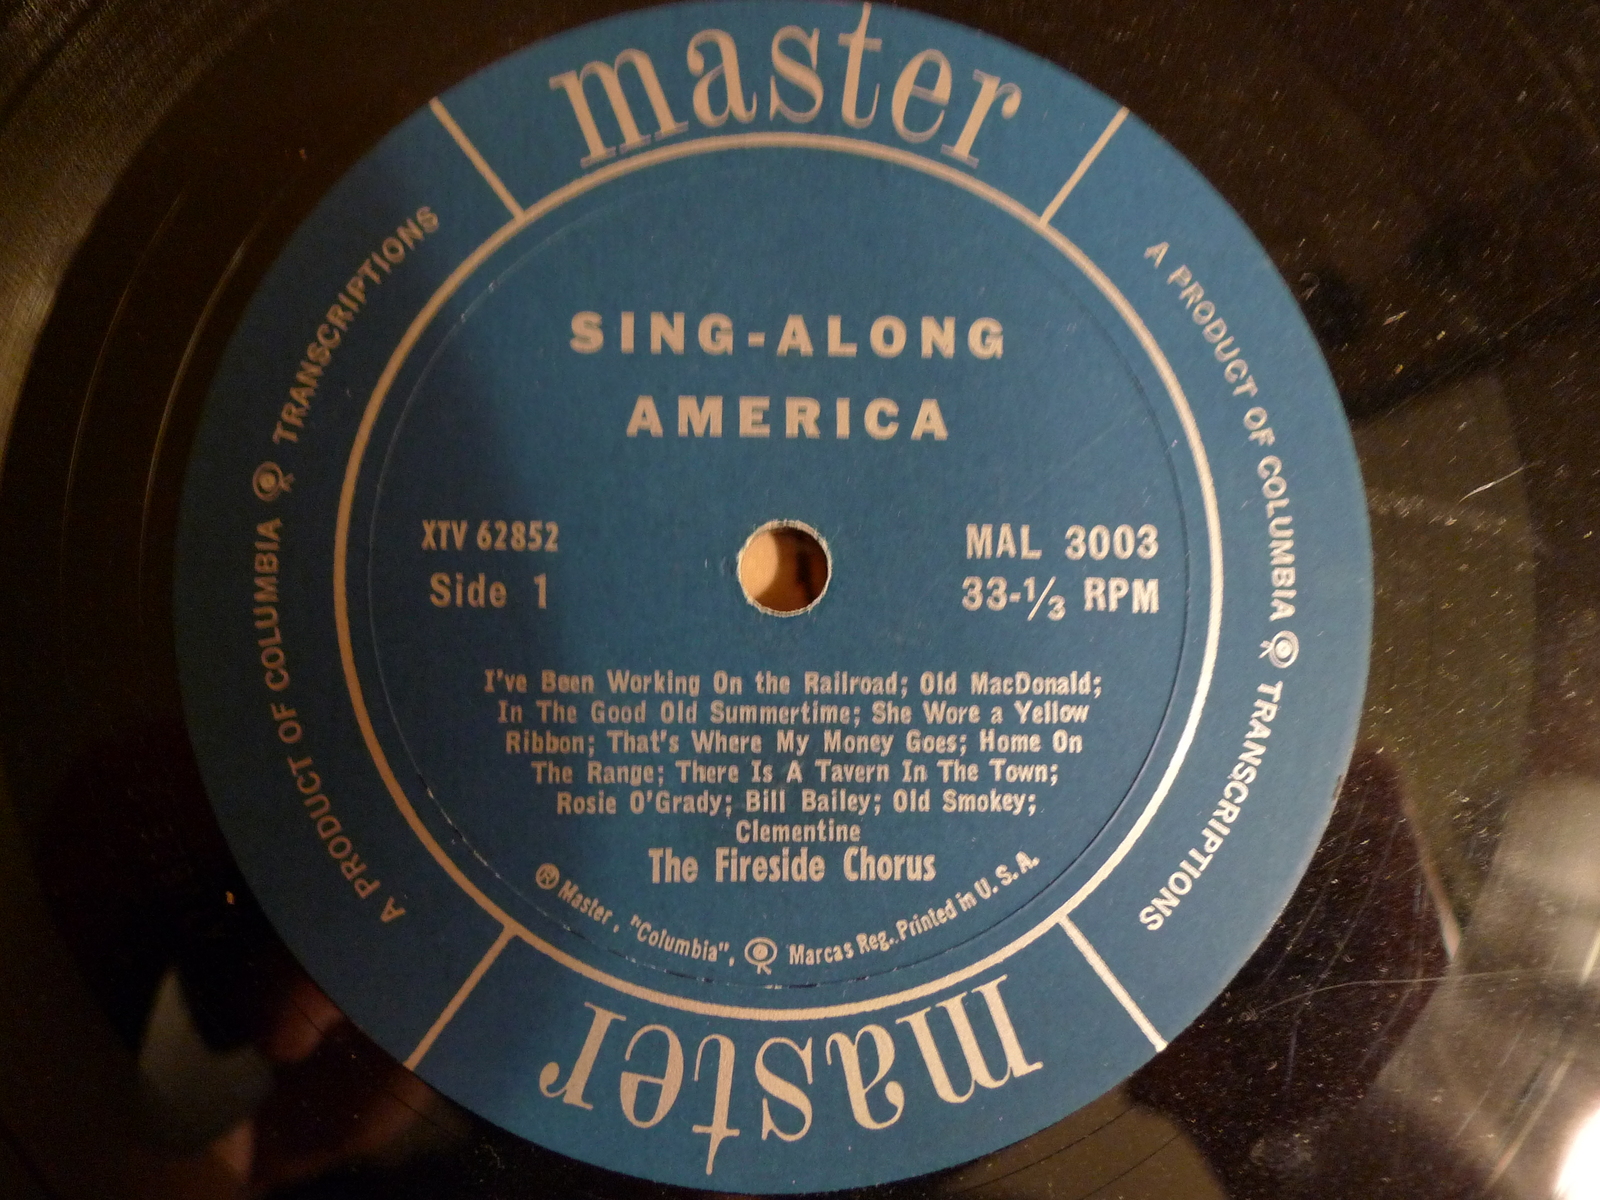 master
A PRODUCT OF COLUMBIA TRANSCRIPTIONS
A PRODUCT OF COLUMBIA TRANSCRIPTIONS
SING-ALONG
AMERICA
XTV 62852
Side 1
MAL 3003
33-1/3 RPM
I've Been Working On the Railroad; Old MacDonald;
In The Good Old Summertime; She Wore a Yellow
Ribbon; That's Where My Money Goes; Home On
The Range; There Is A Tavern In The Town;
Rosie O'Grady; Bill Bailey; Old Smokey;
Clementine
The Fireside Chorus
® Master, "Columbia", Marcas Reg. Printed in U. S. A.
master